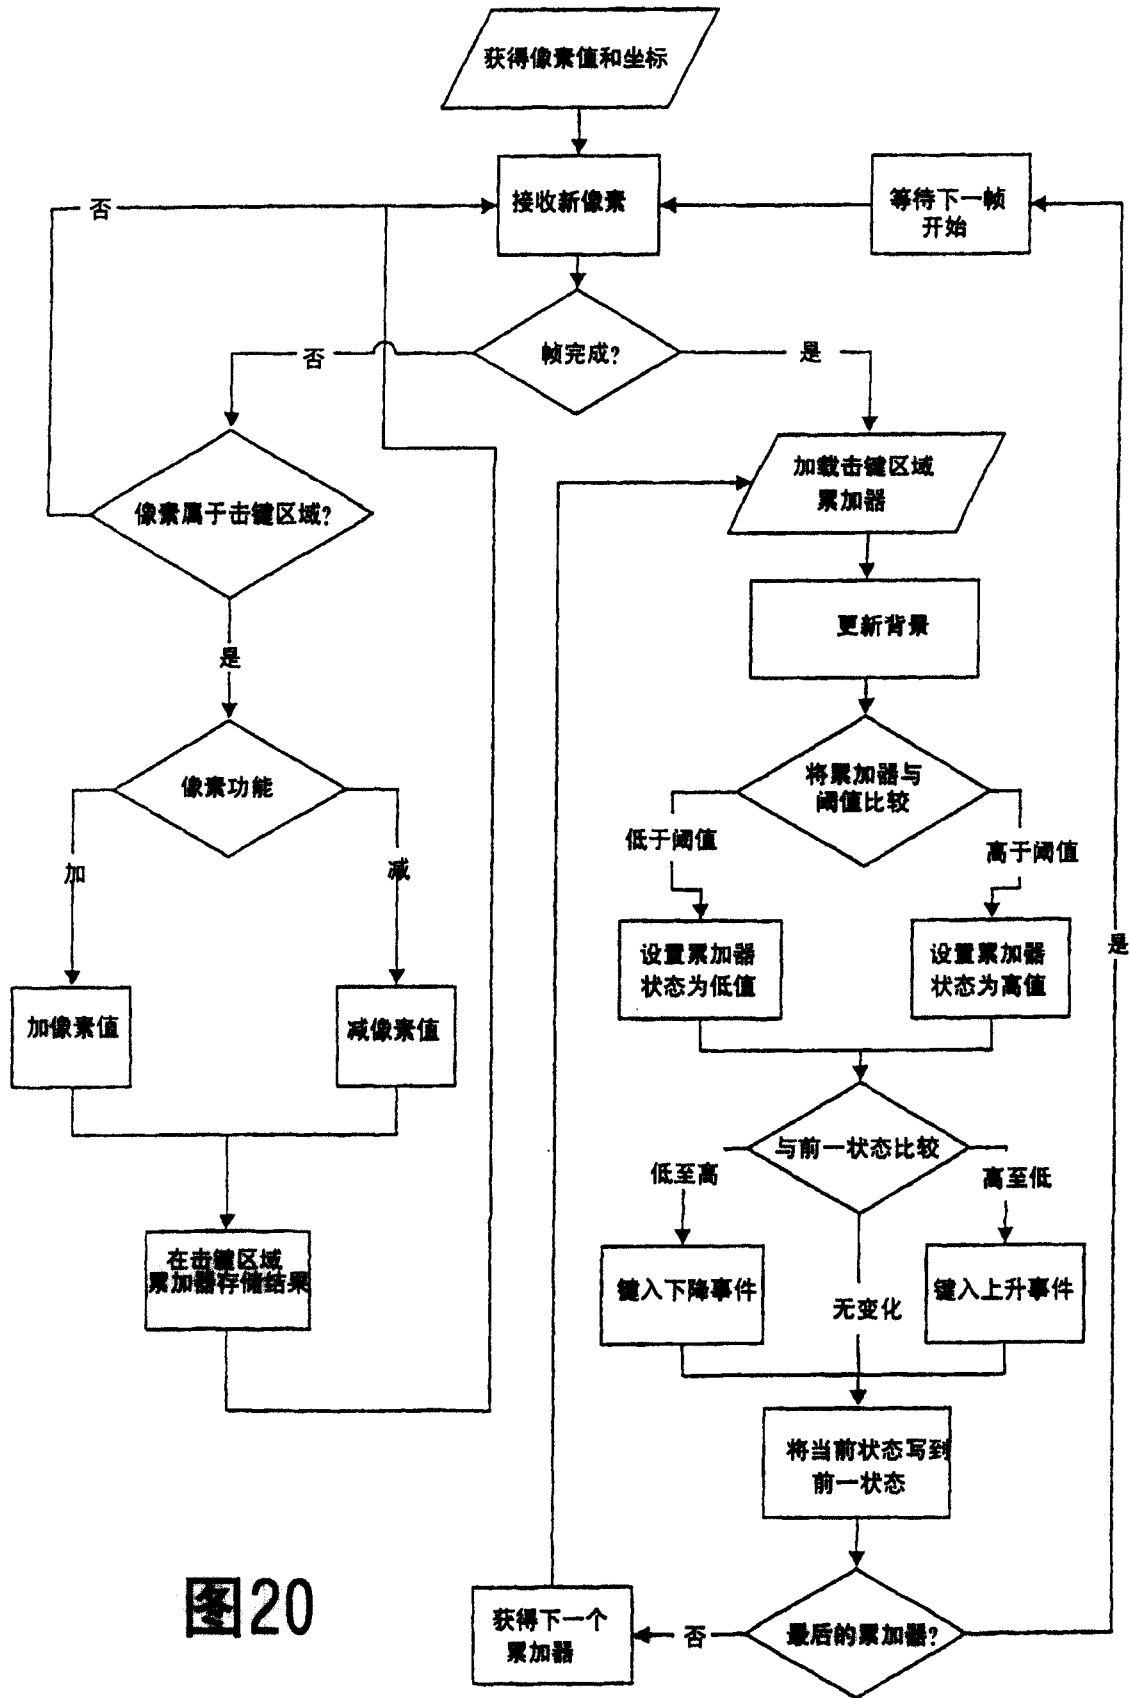 获得像素值和坐标
接收新像素
等待下一帧
开始
否
帧完成?
否
是
加载击键区域
累加器
像素属于击键区域?
更新背景
是
像素功能
将累加器与
阈值比较
低于阈值
高于阈值
加
减
设置累加器
状态为低值
设置累加器
状态为高值
是
加像素值
减像素值
与前一状态比较
低至高
高至低
在击键区域
累加器存储结果
键入下降事件
无变化
键入上升事件
将当前状态写到
前一状态
图20
获得下一个
累加器
否
最后的累加器?